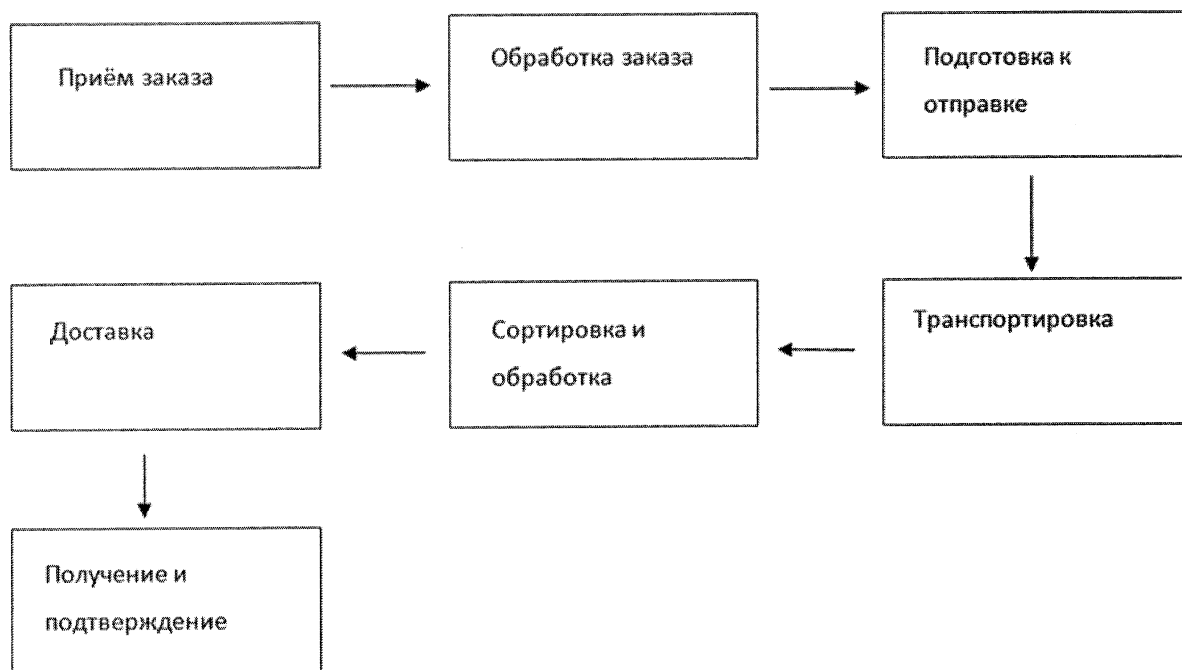 Приём заказа
Обработка заказа
Подготовка к
отправке
Транспортировка
Сортировка и
обработка
Доставка
Получение и
подтверждение